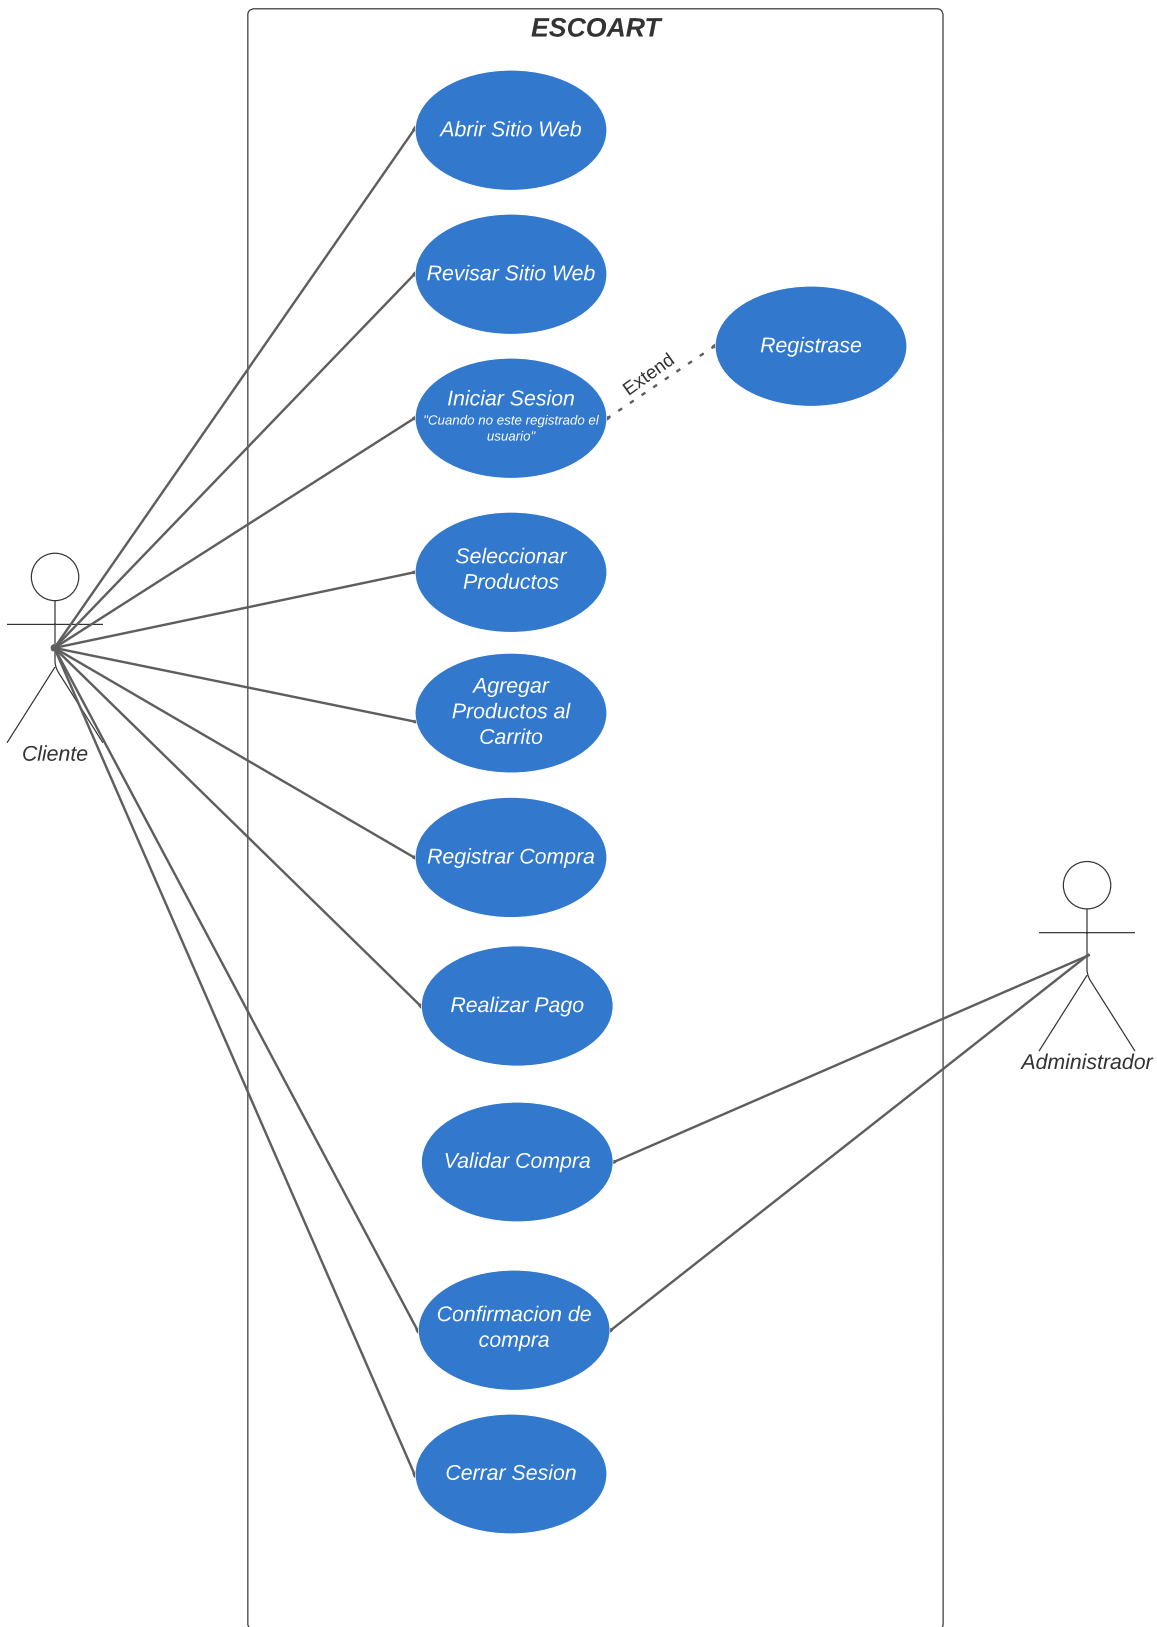 ESCOART
Abrir Sitio Web
Revisar Sitio Web
Registrase
Extend
Iniciar Sesion
"Cuando no este registrado el
usuario"
Seleccionar
Productos
Agregar
Productos al
Carrito
Cliente
Registrar Compra
Realizar Pago
Administrador
Validar Compra
Confirmacion de
compra
Cerrar Sesion